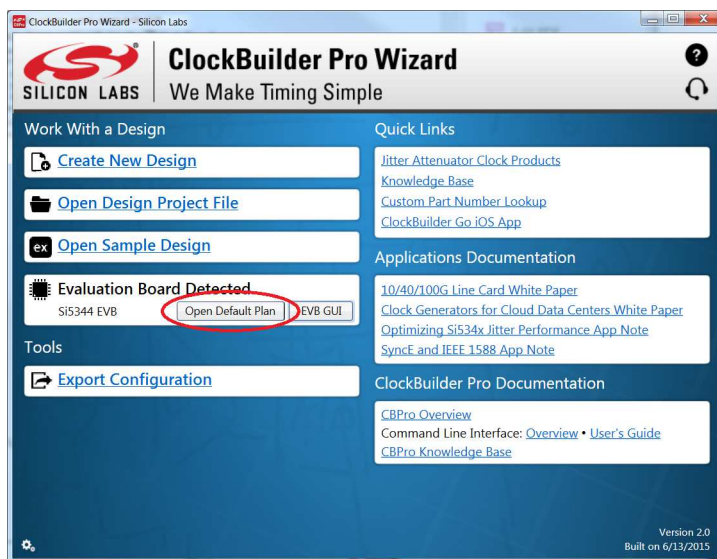 ClockBuilder Pro Wizard - Silicon Labs
SILICON LABS
ClockBuilder Pro Wizard
We Make Timing Simple
Work With a Design
Create New Design
Open Design Project File
ex Open Sample Design
Evaluation Board Detected
Si5344 EVB Open Default Plan EVB GUI
Tools
Export Configuration
Quick Links
Jitter Attenuator Clock Products
Knowledge Base
Custom Part Number Lookup
ClockBuilder Go iOS App
Applications Documentation
10/40/100G Line Card White Paper
Clock Generators for Cloud Data Centers White Paper
Optimizing Si534x Jitter Performance App Note
SyncE and IEEE 1588 App Note
ClockBuilder Pro Documentation
CBPro Overview
Command Line Interface: Overview • User's Guide
CBPro Knowledge Base
Version 2.0
Built on 6/13/2015